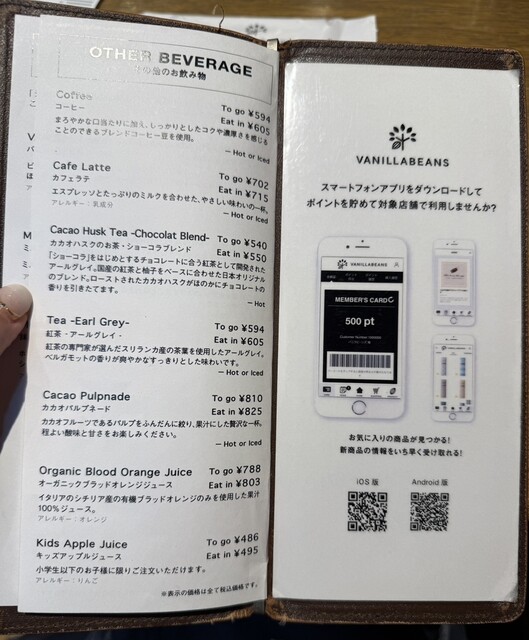 OTHER BEVERAGE
の他のお飲み物
Coffee
コーヒー
To go ¥594
Eat in ¥605
まろやかな口当たりに加え、しっかりとしたコクや濃厚さを感じる
ことのできるブレンドコーヒー豆を使用。
— Hot or Iced
Cafe Latte
カフェラテ
To go ¥702
Eat in ¥715
エスプレッソとたっぷりのミルクを合わせた、やさしい味わいの一杯。
アレルギー：乳成分
— Hot or Iced
Cacao Husk Tea -Chocolat Blend-
カカオハスクのお茶 - ショコーラブレンド
To go ¥540
Eat in ¥550
「ショコーラ」をはじめとするチョコレートに合う紅茶として開発された
アールグレイ。国産の紅茶と柚子をベースに合わせた日本オリジナル
のブレンド。ローストされたカカオハスクがほのかにチョコレートの
香りを引きたてます。
— Hot
Tea -Earl Grey-
紅茶 - アールグレイ -
To go ¥594
Eat in ¥605
紅茶の専門家が選んだスリランカ産の茶葉を使用したアールグレイ。
ベルガモットの香りが爽やかなすっきりとした味わいです。
— Hot or Iced
Cacao Pulpnade
カカオパルプネード
To go ¥810
Eat in ¥825
カカオフルーツであるパルプをふんだんに絞り、果汁にした贅沢な一杯。
程よい酸味と甘さをお楽しみください。
— Hot or Iced
Organic Blood Orange Juice
オーガニックブラッドオレンジジュース
To go ¥788
Eat in ¥803
イタリアのシチリア産の有機ブラッドオレンジのみを使用した果汁
100%ジュース。
アレルギー：オレンジ
Kids Apple Juice
キッズアップルジュース
To go ¥486
Eat in ¥495
小学生以下のお子様に限りご注文いただけます。
アレルギー：りんご
※表示の価格は全て税込価格です。
VANILLABEANS
スマートフォンアプリをダウンロードして
ポイントを貯めて対象店舗で利用しませんか?
VANILLABEANS
MEMBER'S CARD
500 pt
お気に入りの商品が見つかる!
新商品の情報をいち早く受け取れる!
iOS 版
Android 版